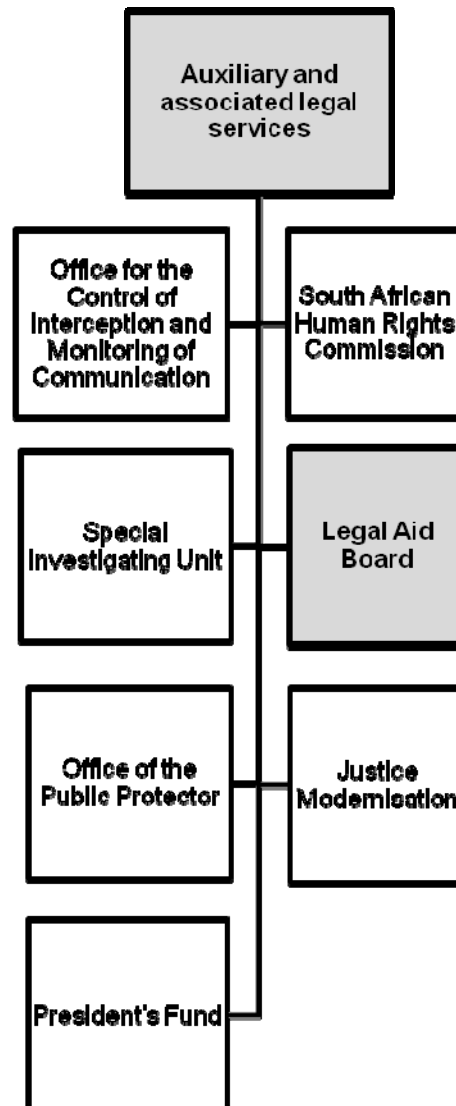 Auxiliary and
associated legal
services
Office for the
Control of
Interception and
Monitoring of
Communication
South African
Human Rights
Commission
Special
Investigating Unit
Legal Aid
Board
Office of the
Public Protector
Justice
Modernisation
President's Fund